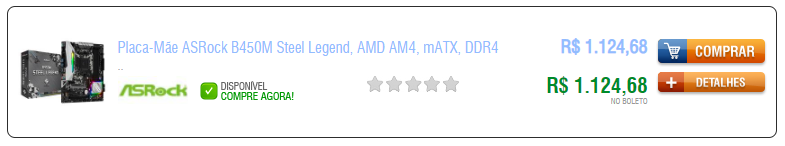 Placa-Mãe ASRock B450M Steel Legend, AMD AM4, mATX, DDR4
..
ASRock
DISPONÍVEL
COMPRE AGORA!
R$ 1.124,68
R$ 1.124,68
NO BOLETO
COMPRAR
DETALHES